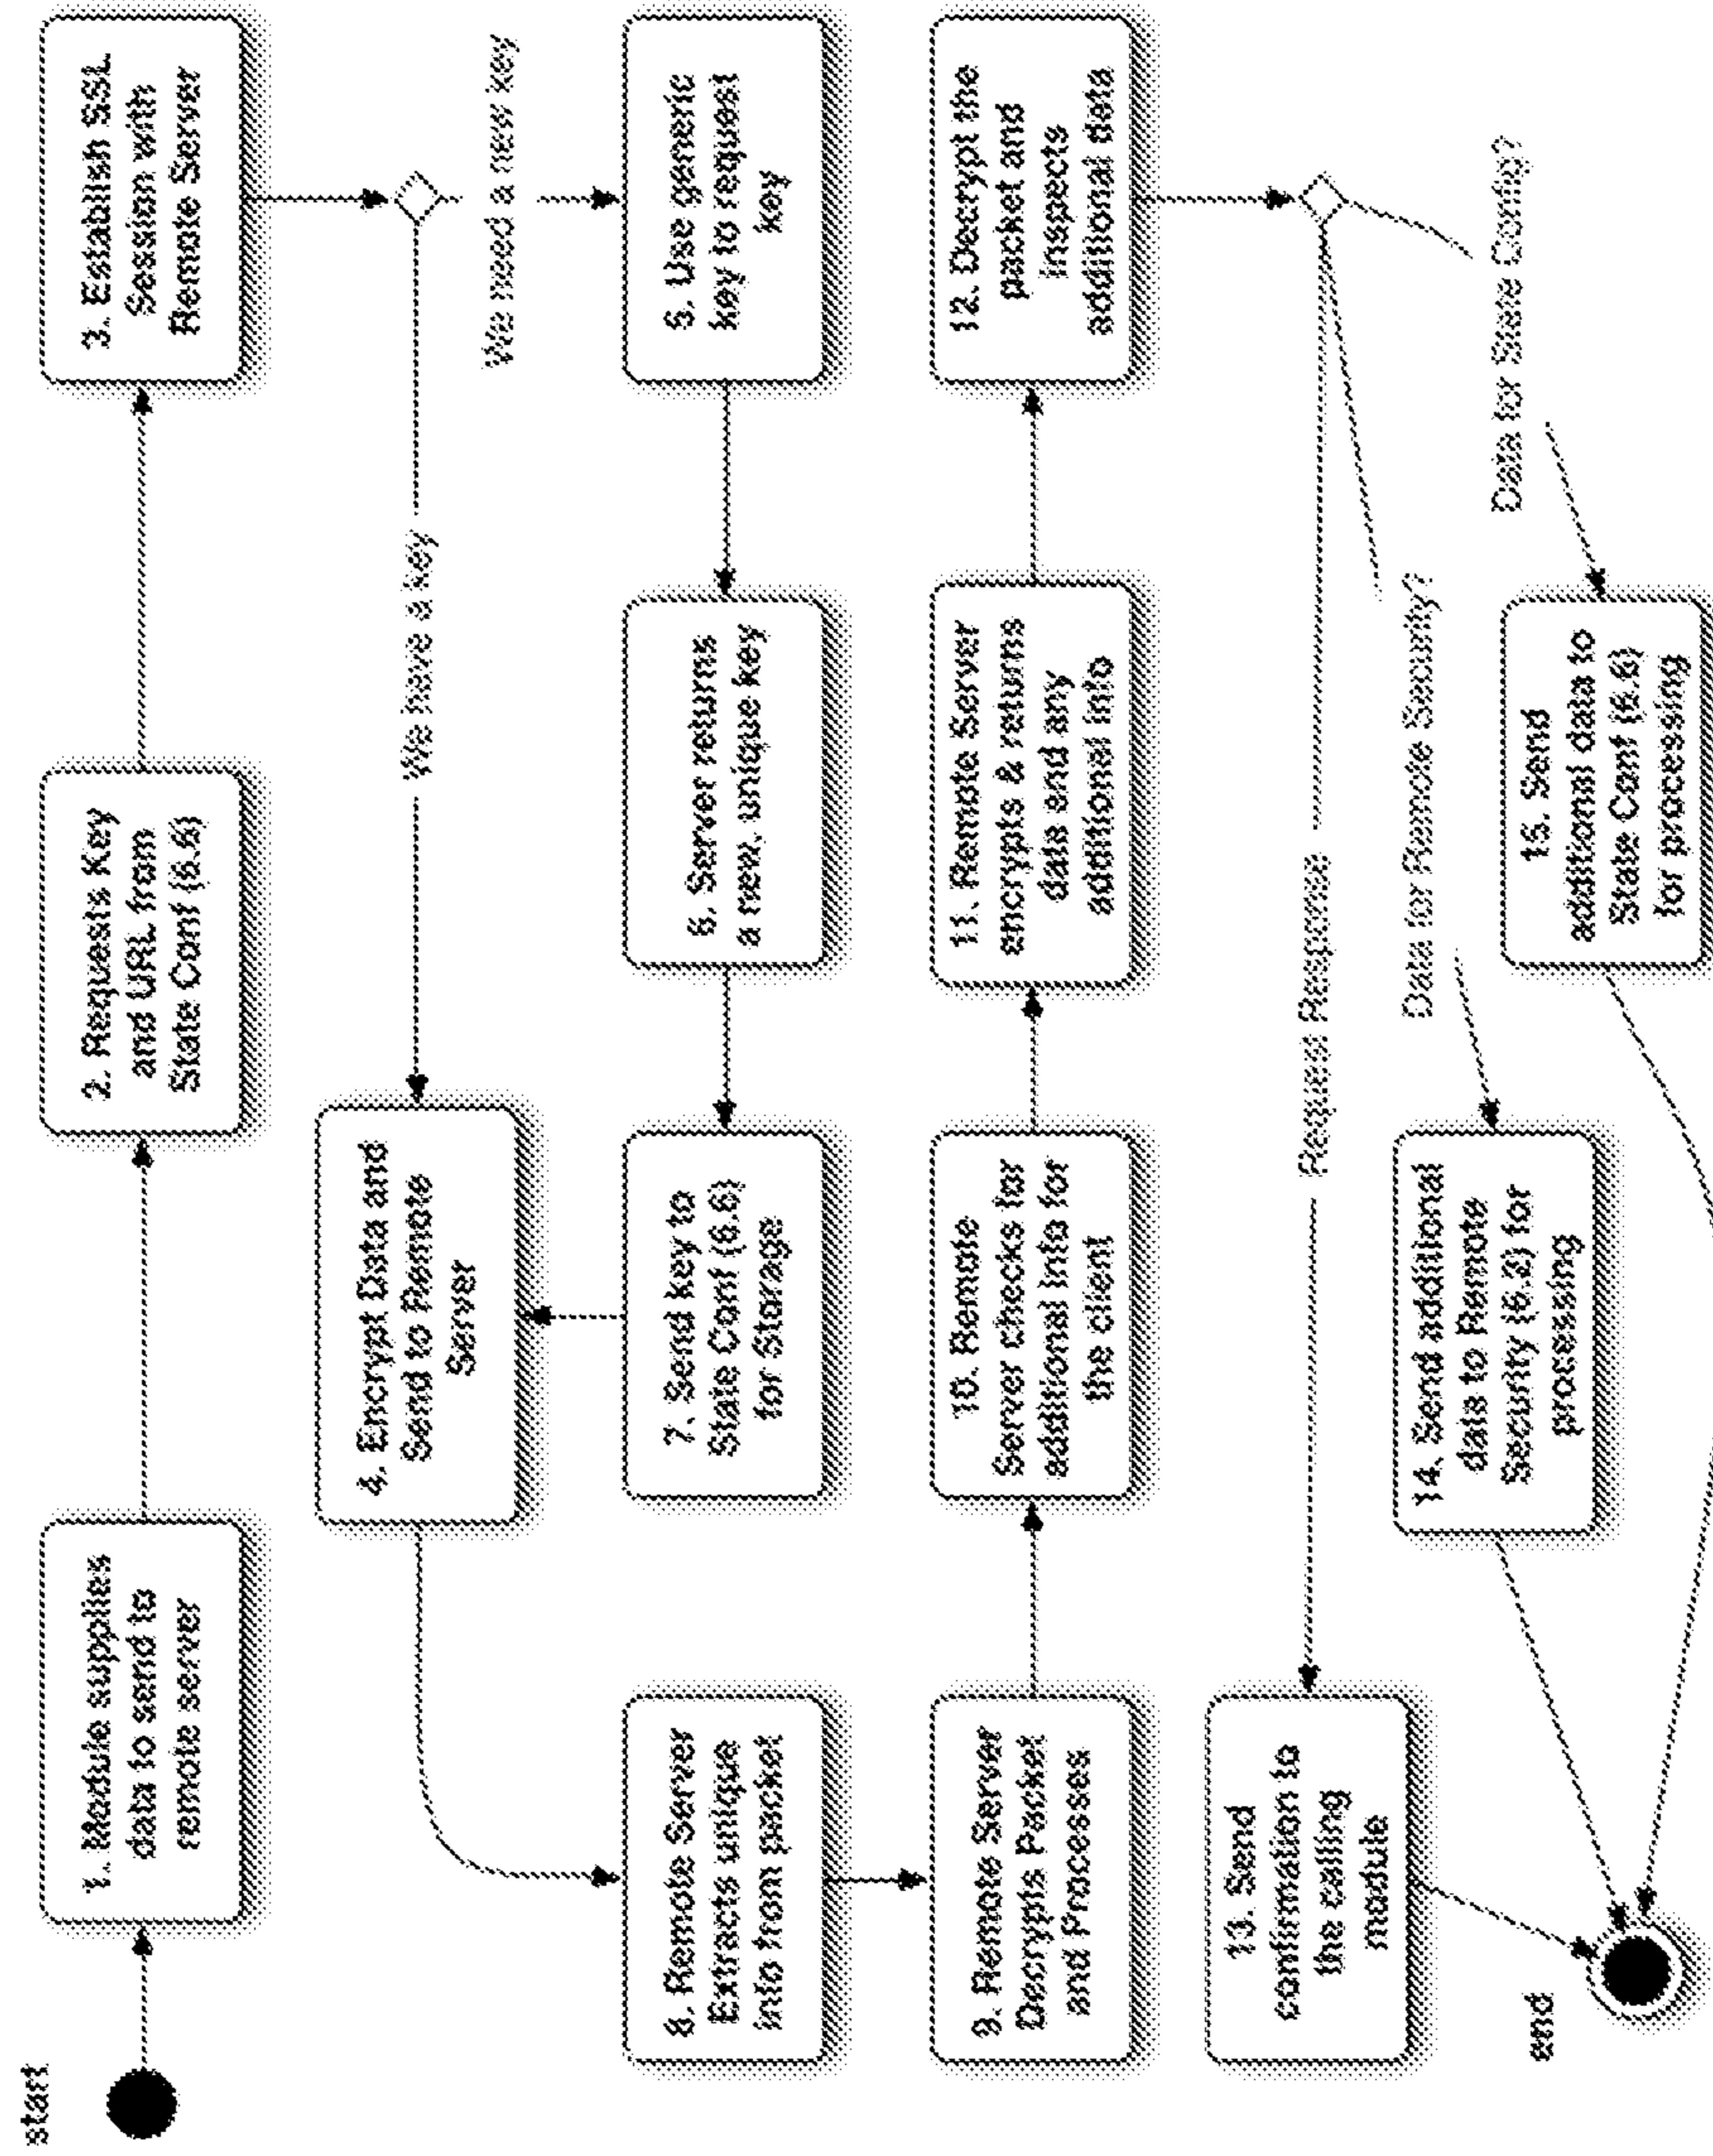 start
1. Module supplies
data to send to
remote server
2. Requests Key
and URL from
State Conf (6.6)
3. Establish SSL
Session with
Remote Server
We have a key
We need a new key
4. Encrypt Data and
Send to Remote
Server
5. Use generic
key to request
key
6. Server returns
a new, unique key
7. Send key to
State Conf (6.6)
for Storage
8. Remote Server
Extracts unique
info from packet
9. Remote Server
Decrypts Packet
and Processes
10. Remote
Server checks for
additional info for
the client
11. Remote Server
encrypts & returns
data and any
additional info
12. Decrypt the
packet and
inspects
additional data
Request Response
Data for Remote Security?
Data for State Config?
13. Send
confirmation to
the calling
module
14. Send additional
data to Remote
Security (6.2) for
processing
15. Send
additional data to
State Conf (6.6)
for processing
end